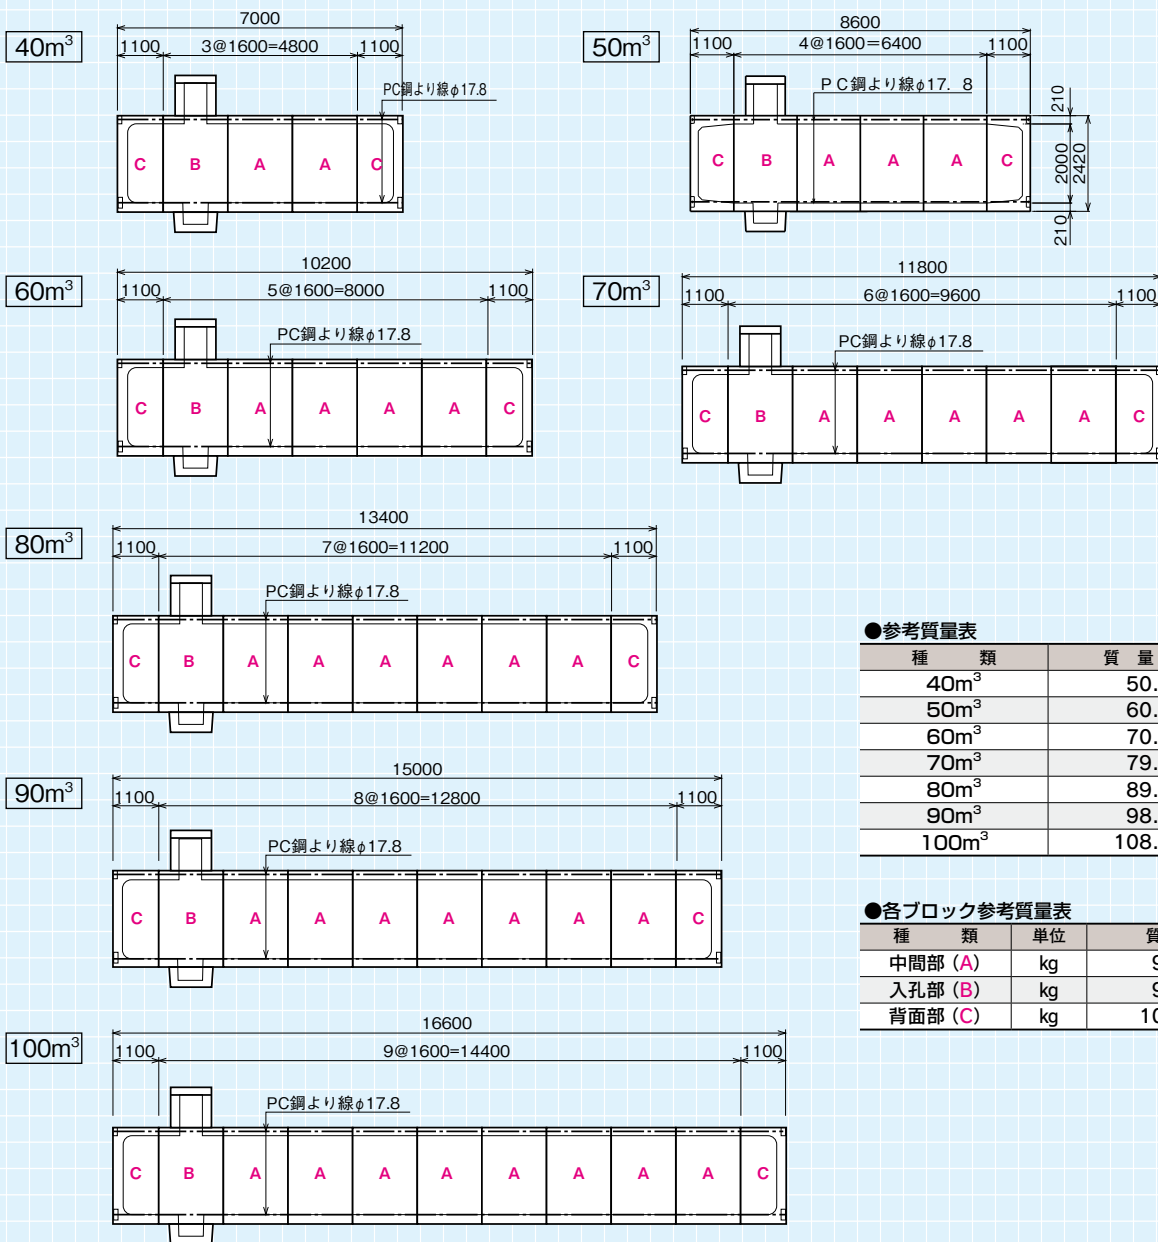 40m³
7000
1100 3@1600=4800 1100
PC鋼より線φ17.8
C B A A C
50m³
8600
1100 4@1600=6400 1100
PC鋼より線φ17. 8
C B A A A C
210
2000
2420
210
60m³
10200
1100 5@1600=8000 1100
PC鋼より線φ17.8
C B A A A A C
70m³
11800
1100 6@1600=9600 1100
PC鋼より線φ17.8
C B A A A A A C
80m³
13400
1100 7@1600=11200 1100
PC鋼より線φ17.8
C B A A A A A A C
90m³
15000
1100 8@1600=12800 1100
PC鋼より線φ17.8
C B A A A A A A A C
100m³
16600
1100 9@1600=14400 1100
PC鋼より線φ17.8
C B A A A A A A A A C
●参考質量表
種 類 質 量
40m³ 50.
50m³ 60.
60m³ 70.
70m³ 79.
80m³ 89.
90m³ 98.
100m³ 108.
●各ブロック参考質量表
種 類 単位 質
中間部 (A) kg 9
入孔部 (B) kg 9
背面部 (C) kg 10